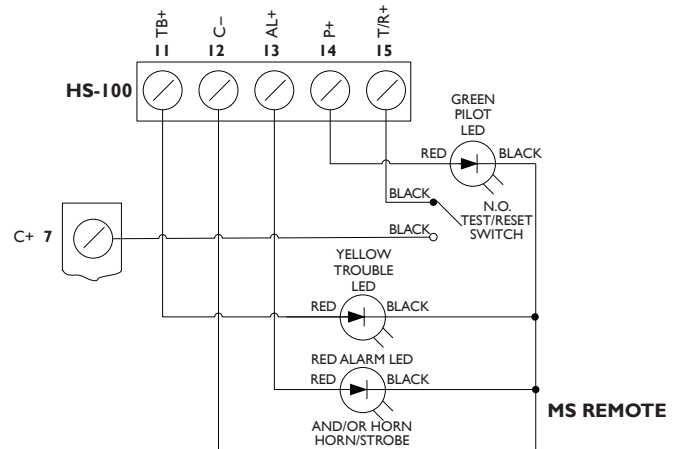 TB+
C–
AL+
P+
T/R+
11
12
13
14
15
HS-100
GREEN
PILOT
LED
RED
BLACK
BLACK
N.O.
TEST/RESET
SWITCH
C+ 7
BLACK
YELLOW
TROUBLE
LED
RED
BLACK
RED ALARM LED
RED
BLACK
AND/OR HORN
HORN/STROBE
MS REMOTE